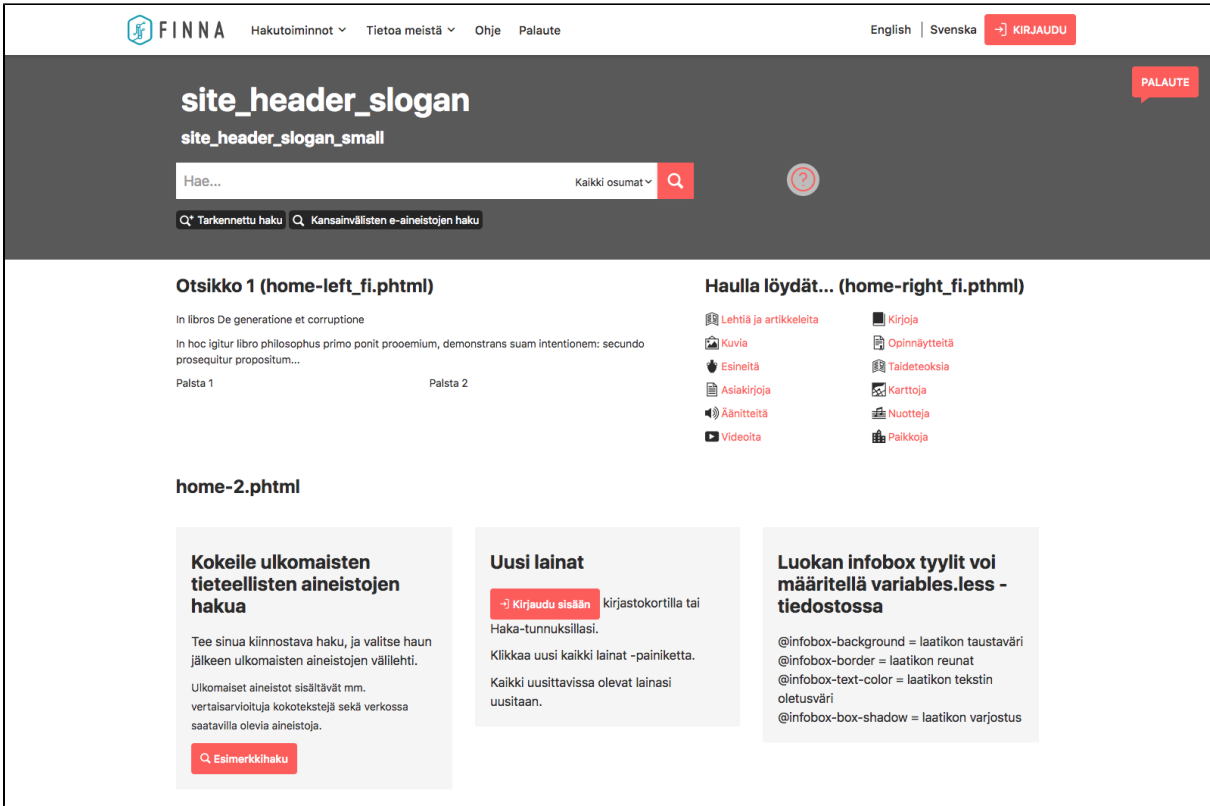 FINNA
Hakutoiminnot
Tietoa meistä
Ohje
Palaute
English | Svenska
KIRJAUDU
PALAUTE
site_header_slogan
site_header_slogan_small
Hae...
Kaikki osumat
?
Tarkennettu haku
Kansainvälisten e-aineistojen haku
Otsikko 1 (home-left_fi.phtml)
In libros De generatione et corruptione
In hoc igitur libro philosophus primo ponit prooemium, demonstrans suam intentionem: secundo
prosequitur propositum...
Palsta 1
Palsta 2
Haulla löydät... (home-right_fi.pthml)
Lehtiä ja artikkeleita
Kirjoja
Kuvia
Opinnäytteitä
Esineitä
Taideteoksia
Asiakirjoja
Karttoja
Äänitteitä
Nuotteja
Videoita
Paikkoja
home-2.phtml
Kokeile ulkomaisten
tieteellisten aineistojen
hakua
Tee sinua kiinnostava haku, ja valitse haun
jälkeen ulkomaisten aineistojen välilehti.
Ulkomaiset aineistot sisältävät mm.
vertaisarvioituja kokotekstejä sekä verkossa
saatavilla olevia aineistoja.
Esimerkkihaku
Uusi lainat
Kirjaudu sisään kirjastokortilla tai
Haka-tunnuksillasi.
Klikkaa uusi kaikki lainat -painiketta.
Kaikki uusittavissa olevat lainasi
uusitaan.
Luokan infobox tyylit voi
määritellä variables.less -
tiedostossa
@infobox-background = laatikon taustaväri
@infobox-border = laatikon reunat
@infobox-text-color = laatikon tekstin
oletusväri
@infobox-box-shadow = laatikon varjostus